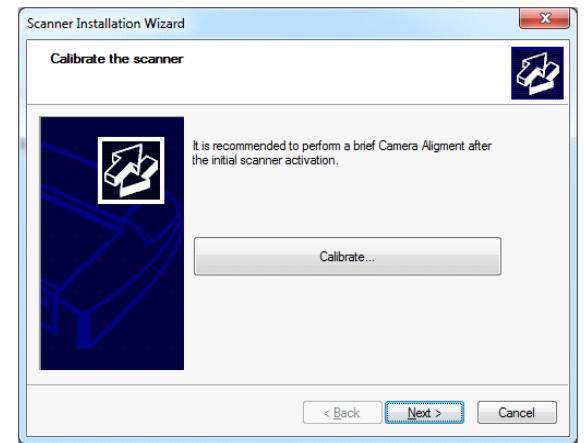 Scanner Installation Wizard
Calibrate the scanner
It is recommended to perform a brief Camera Aligment after
the initial scanner activation.
Calibrate...
< Back
Next >
Cancel